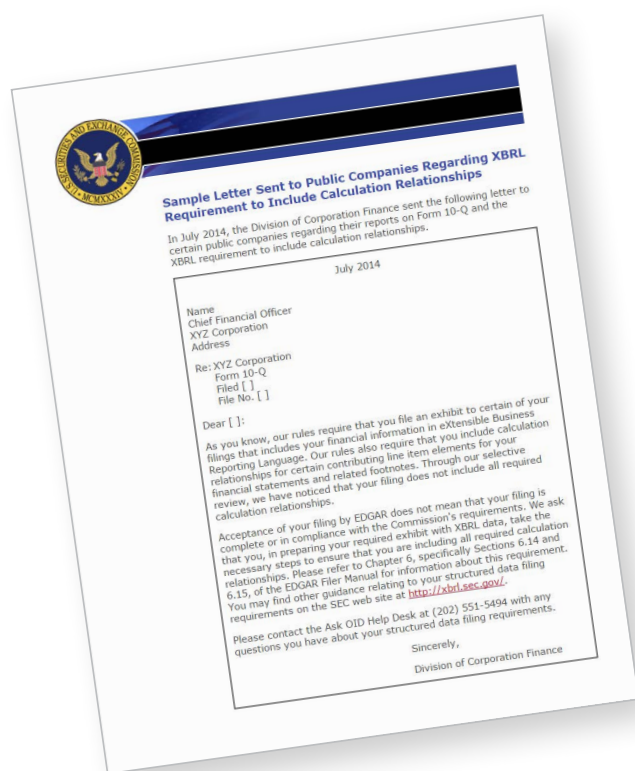 U.S. SECURITIES AND EXCHANGE COMMISSION
MCMXXXIV
Sample Letter Sent to Public Companies Regarding XBRL
Requirement to Include Calculation Relationships
In July 2014, the Division of Corporation Finance sent the following letter to
certain public companies regarding their reports on Form 10-Q and the
XBRL requirement to include calculation relationships.
July 2014
Name
Chief Financial Officer
XYZ Corporation
Address
Re: XYZ Corporation
Form 10-Q
Filed [ ]
File No. [ ]
Dear [ ]:
As you know, our rules require that you file an exhibit to certain of your
filings that includes your financial information in eXtensible Business
Reporting Language. Our rules also require that you include calculation
relationships for certain contributing line item elements for your
financial statements and related footnotes. Through our selective
review, we have noticed that your filing does not include all required
calculation relationships.
Acceptance of your filing by EDGAR does not mean that your filing is
complete or in compliance with the Commission's requirements. We ask
that you, in preparing your required exhibit with XBRL data, take the
necessary steps to ensure that you are including all required calculation
relationships. Please refer to Chapter 6, specifically Sections 6.14 and
6.15, of the EDGAR Filer Manual for information about this requirement.
You may find other guidance relating to your structured data filing
requirements on the SEC web site at http://xbrl.sec.gov/.
Please contact the Ask OID Help Desk at (202) 551-5494 with any
questions you have about your structured data filing requirements.
Sincerely,
Division of Corporation Finance